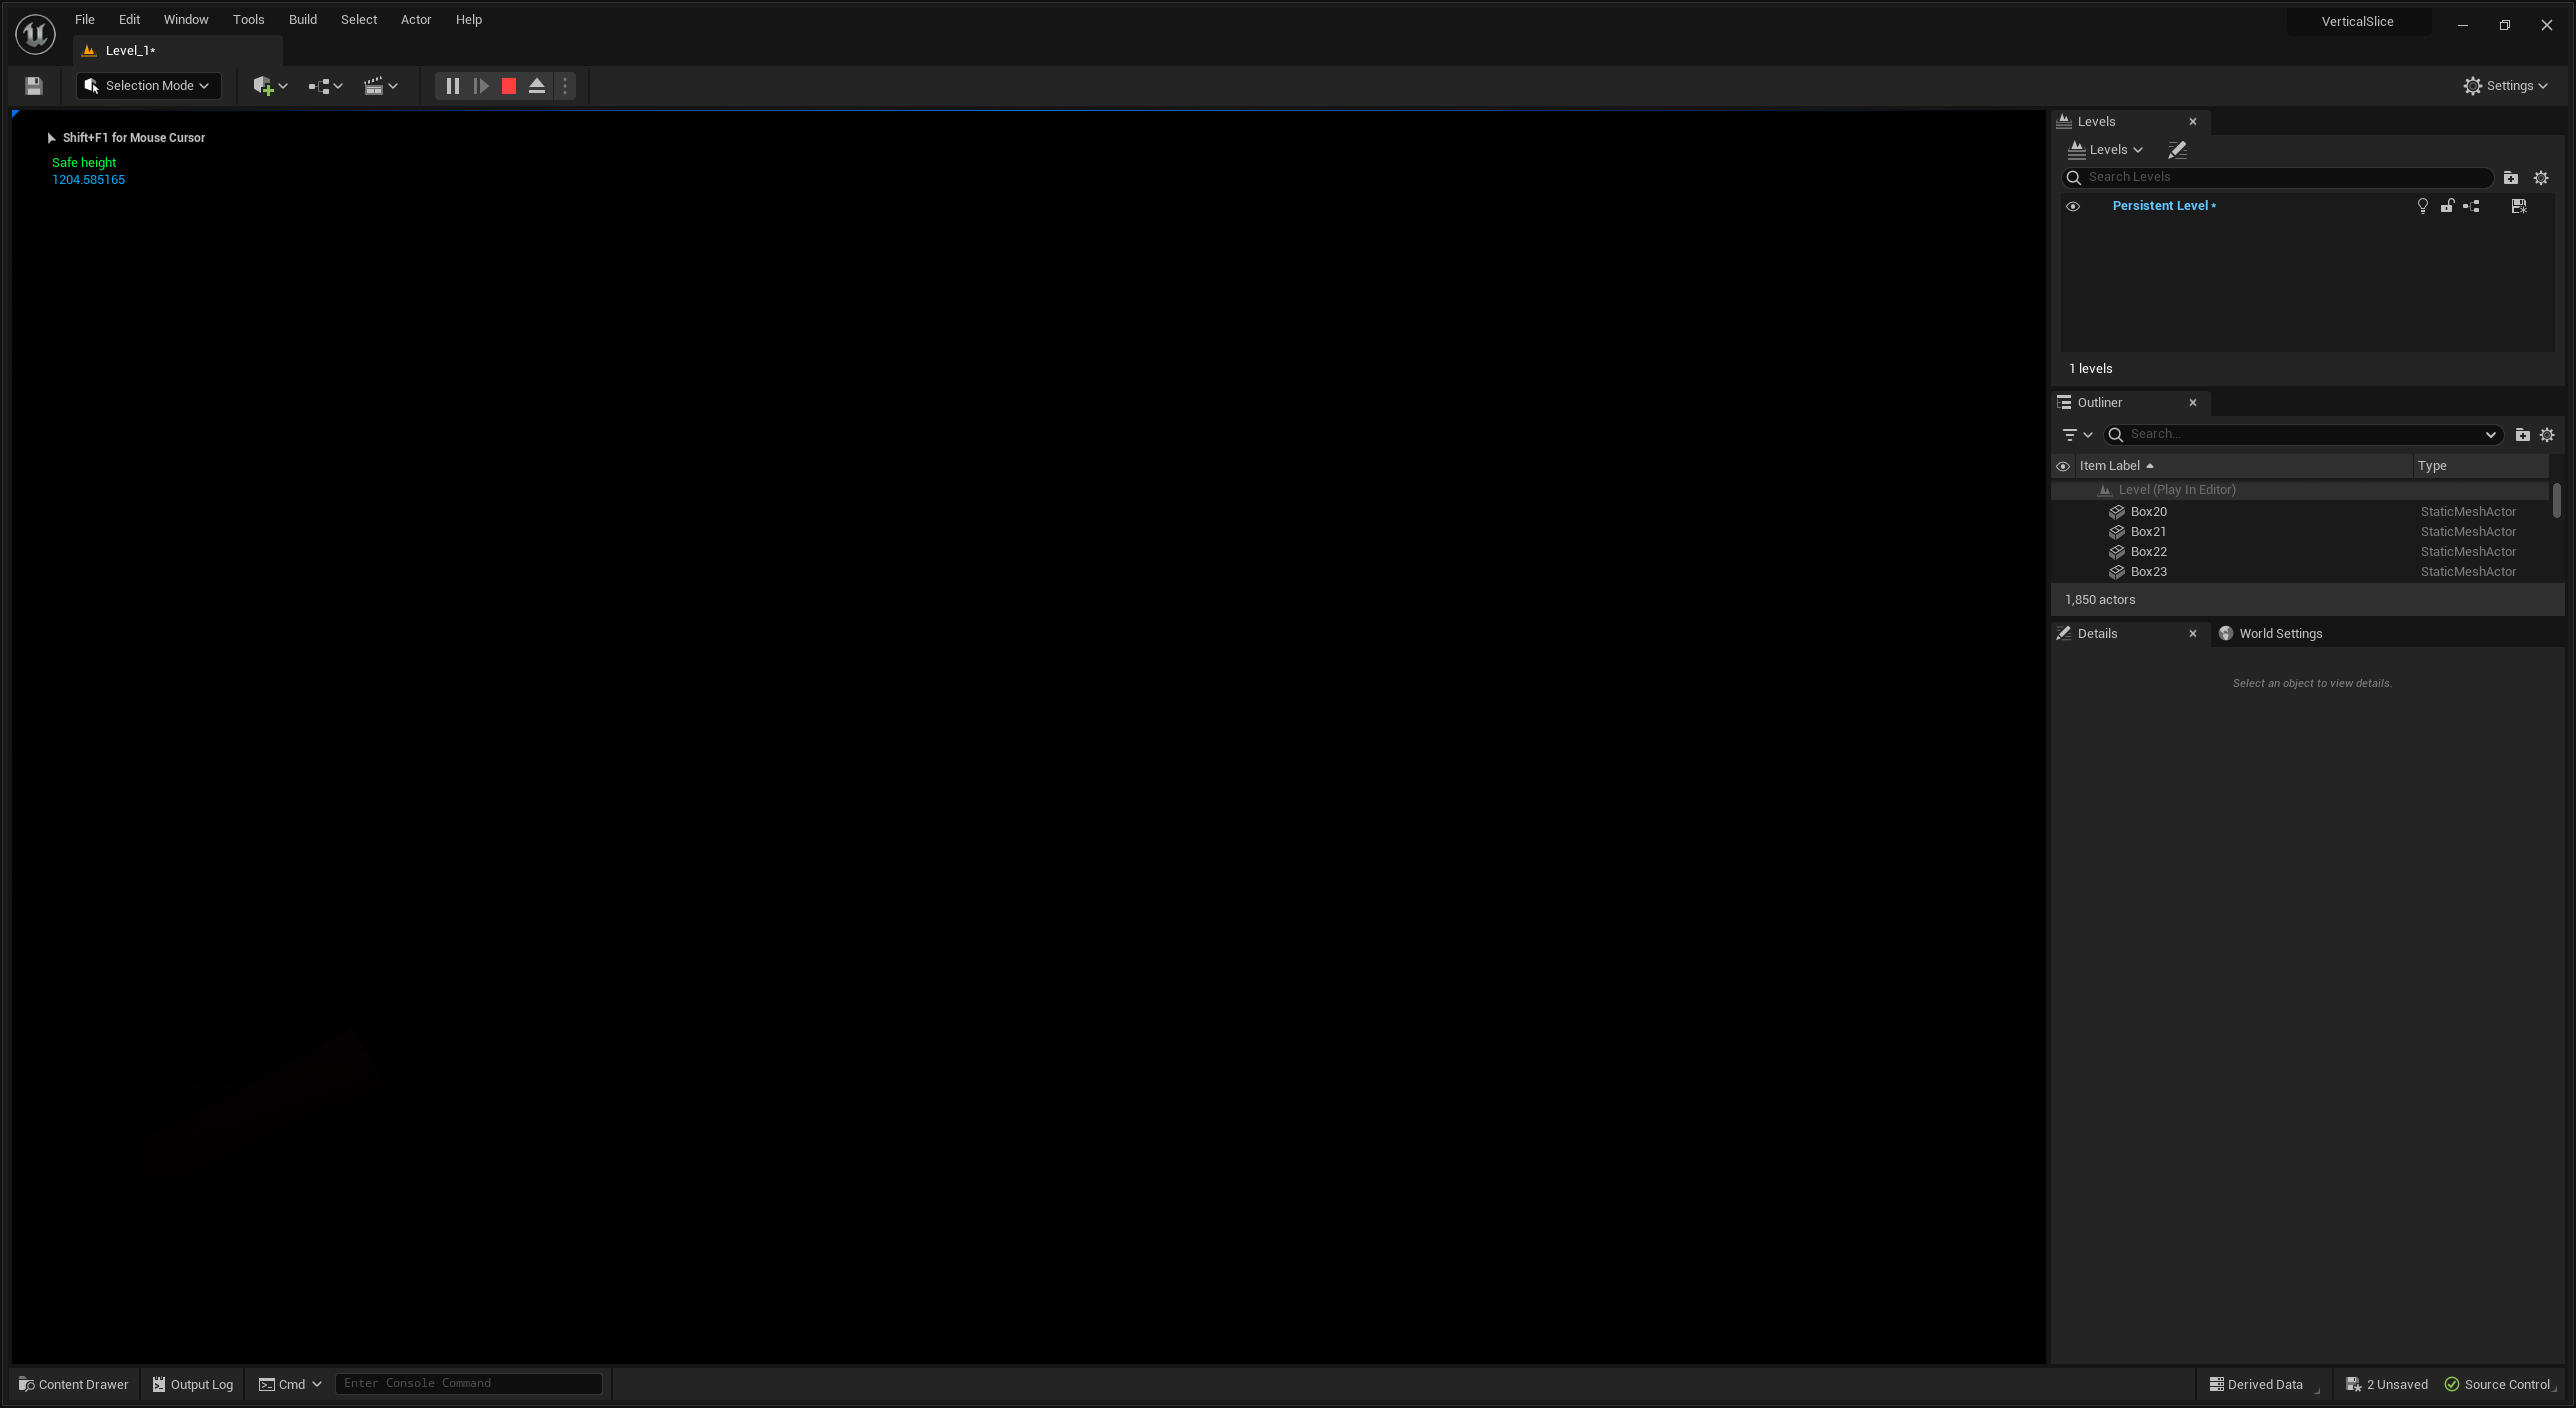 File Edit Window Tools Build Select Actor Help
VerticalSlice
Level_1*
Selection Mode
Settings
Shift+F1 for Mouse Cursor
Safe height
1204.585165
Levels
Levels
Search Levels
Persistent Level *
1 levels
Outliner
Search...
Item Label Type
Level (Play In Editor)
Box20 StaticMeshActor
Box21 StaticMeshActor
Box22 StaticMeshActor
Box23 StaticMeshActor
1,850 actors
Details World Settings
Select an object to view details.
Content Drawer Output Log Cmd Enter Console Command Derived Data 2 Unsaved Source Control